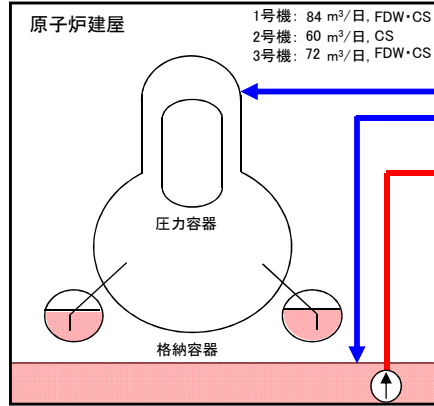 原子炉建屋
1号機: 84 m³/日, FDW・CS
2号機: 60 m³/日, CS
3号機: 72 m³/日, FDW・CS
圧力容器
格納容器